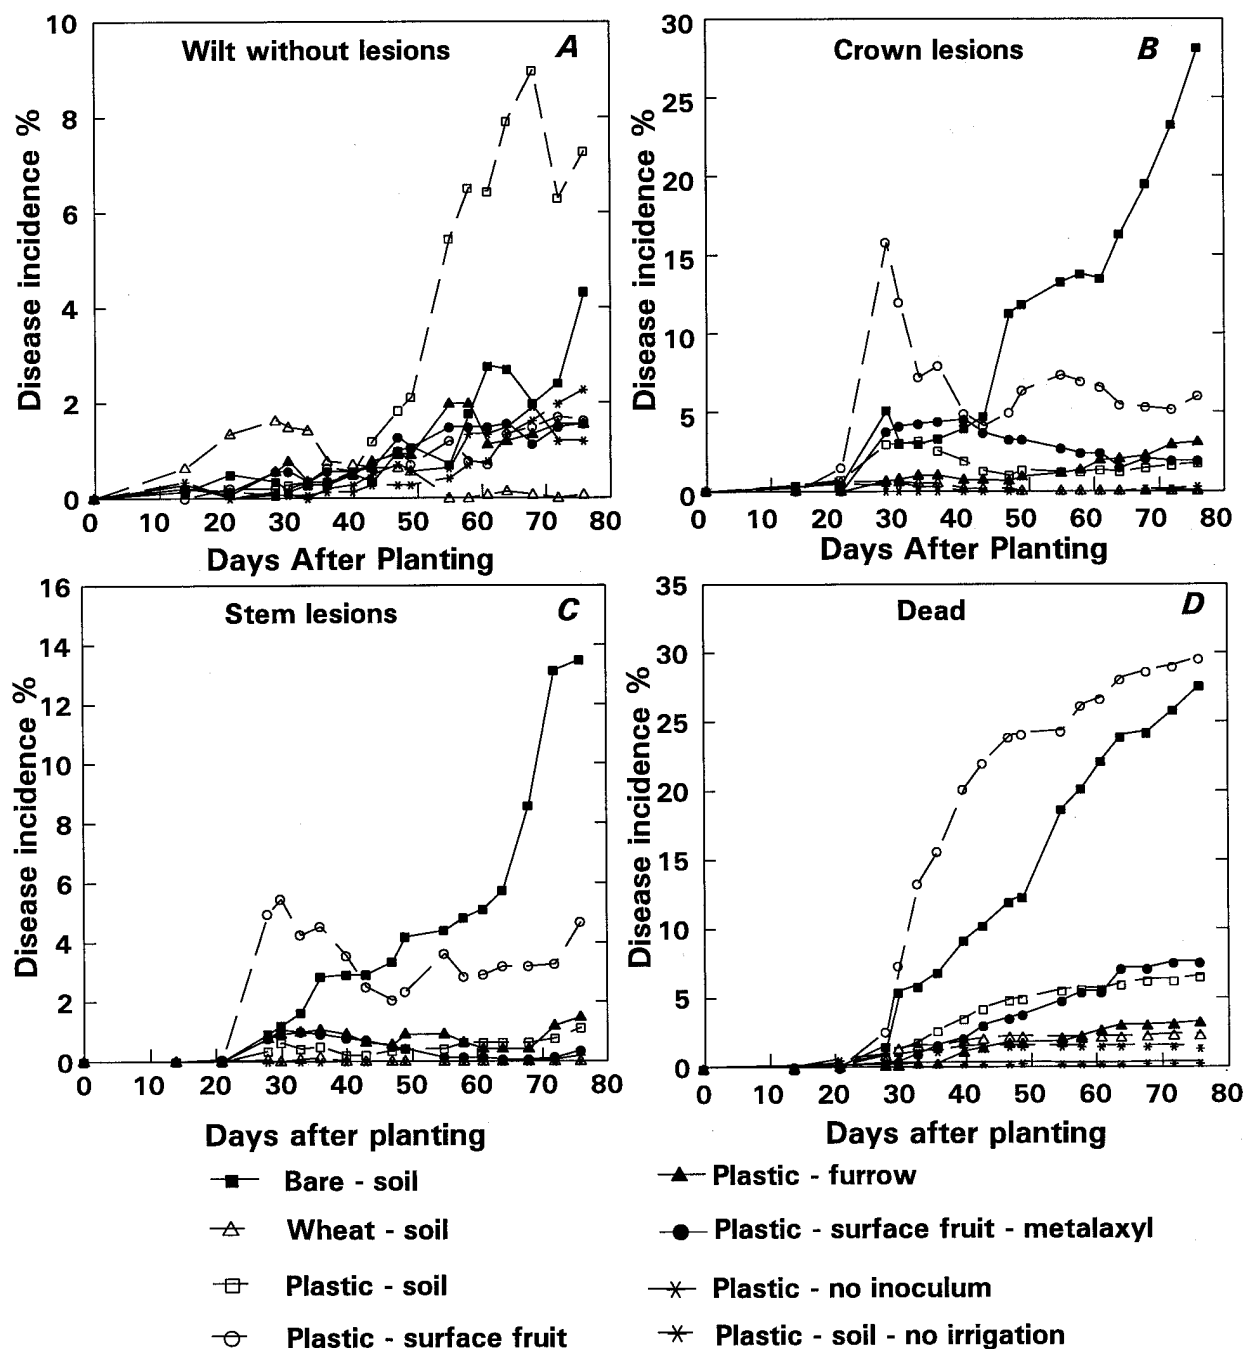 Wilt without lesions
A
10
8
6
4
2
0
Disease incidence %
0 10 20 30 40 50 60 70 80
Days After Planting
Crown lesions
B
30
25
20
15
10
5
0
Disease incidence %
0 10 20 30 40 50 60 70 80
Days After Planting
Stem lesions
C
16
14
12
10
8
6
4
2
0
Disease incidence %
0 10 20 30 40 50 60 70 80
Days after planting
Dead
D
35
30
25
20
15
10
5
0
Disease incidence %
0 10 20 30 40 50 60 70 80
Days after planting
Bare - soil
Wheat - soil
Plastic - soil
Plastic - surface fruit
Plastic - furrow
Plastic - surface fruit - metalaxyl
Plastic - no inoculum
Plastic - soil - no irrigation